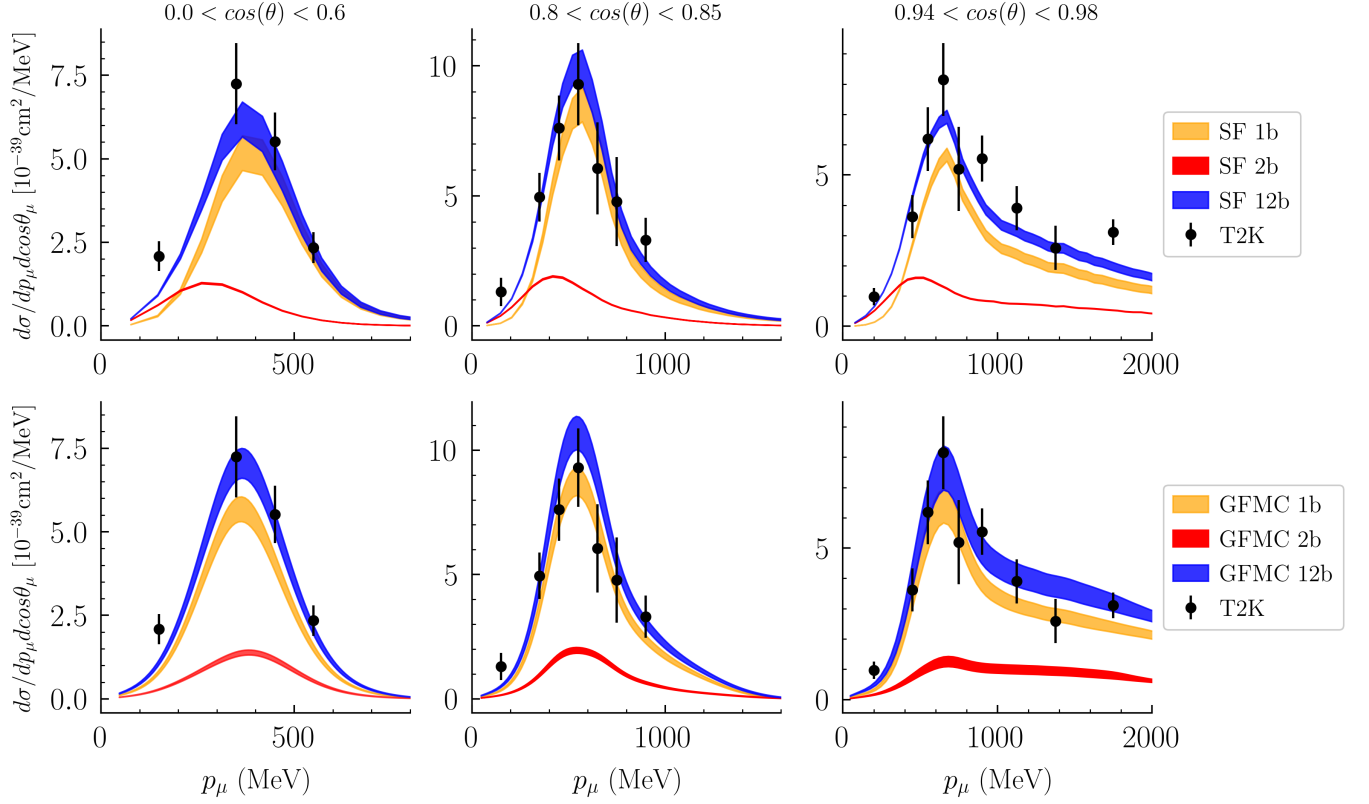 0.0 < cos(θ) < 0.6
0.8 < cos(θ) < 0.85
0.94 < cos(θ) < 0.98
dσ/dp_μdcosθ_μ [10⁻³⁹cm²/MeV]
7.5
5.0
2.5
0.0
0
500
10
5
0
0
1000
5
0
0
1000
2000
SF 1b
SF 2b
SF 12b
T2K
dσ/dp_μdcosθ_μ [10⁻³⁹cm²/MeV]
7.5
5.0
2.5
0.0
0
500
p_μ (MeV)
10
5
0
0
1000
p_μ (MeV)
5
0
0
1000
2000
p_μ (MeV)
GFMC 1b
GFMC 2b
GFMC 12b
T2K